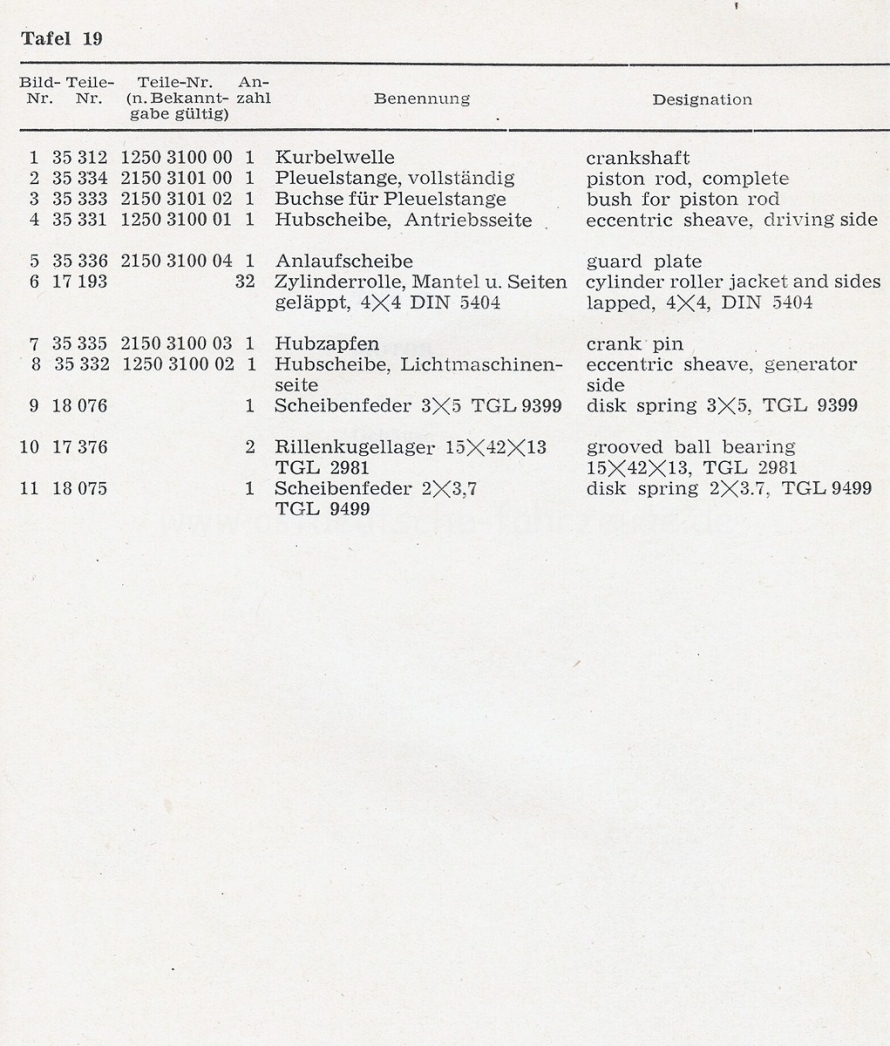 Tafel 19
Bild- Teile- Teile-Nr. An-
Nr. Nr. (n. Bekannt- zahl Benennung Designation
gabe gültig)
1 35 312 1250 3100 00 1 Kurbelwelle crankshaft
2 35 334 2150 3101 00 1 Pleuelstange, vollständig piston rod, complete
3 35 333 2150 3101 02 1 Buchse für Pleuelstange bush for piston rod
4 35 331 1250 3100 01 1 Hubscheibe, Antriebsseite eccentric sheave, driving side
5 35 336 2150 3100 04 1 Anlaufscheibe guard plate
6 17 193 32 Zylinderrolle, Mantel u. Seiten cylinder roller jacket and sides
geläppt, 4×4 DIN 5404 lapped, 4×4, DIN 5404
7 35 335 2150 3100 03 1 Hubzapfen crank pin
8 35 332 1250 3100 02 1 Hubscheibe, Lichtmaschinen- eccentric sheave, generator
seite side
9 18 076 1 Scheibenfeder 3×5 TGL 9399 disk spring 3×5, TGL 9399
10 17 376 2 Rillenkugellager 15×42×13 grooved ball bearing
TGL 2981 15×42×13, TGL 2981
11 18 075 1 Scheibenfeder 2×3,7 disk spring 2×3.7, TGL 9499
TGL 9499